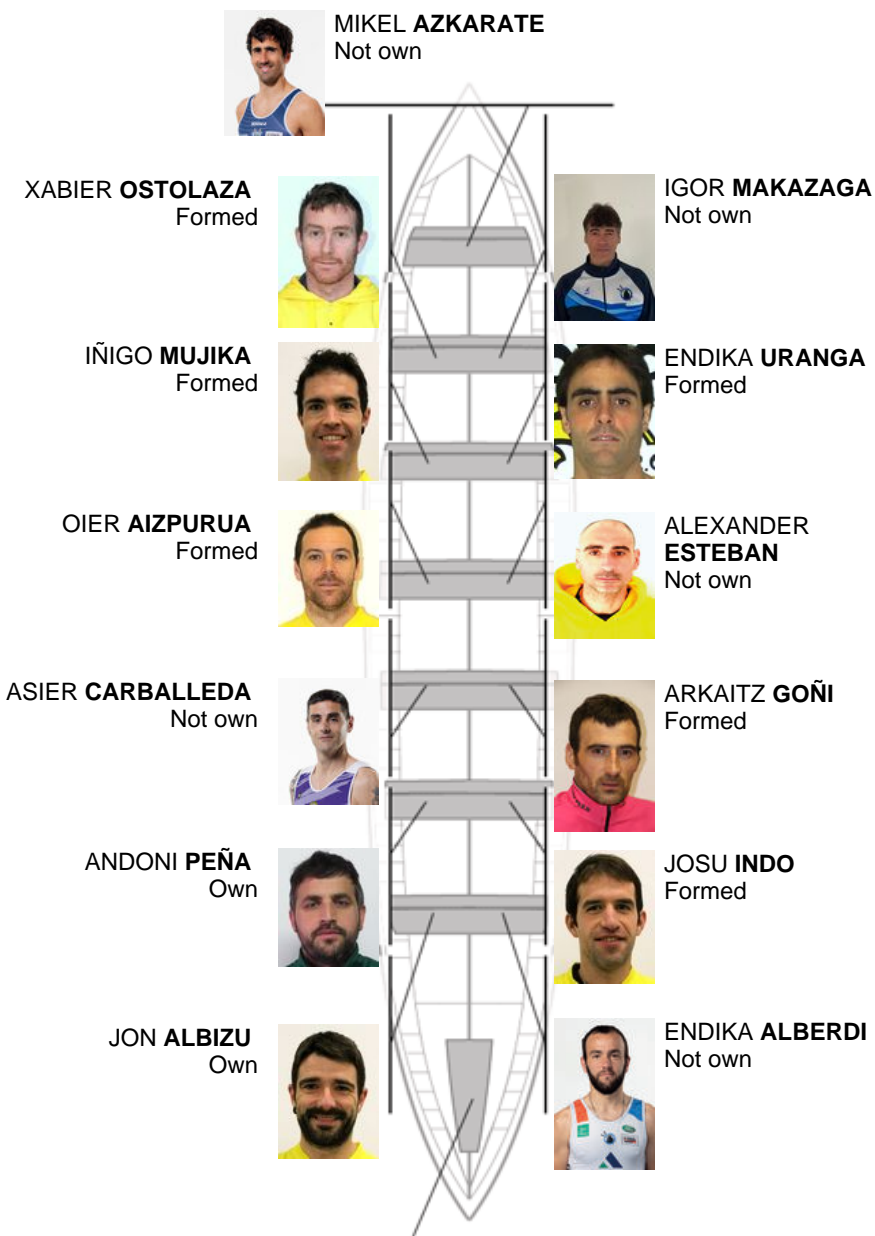 MIKEL AZKARATE
Not own
XABIER OSTOLAZA
Formed
IGOR MAKAZAGA
Not own
IÑIGO MUJIKA
Formed
ENDIKA URANGA
Formed
OIER AIZPURUA
Formed
ALEXANDER
ESTEBAN
Not own
ASIER CARBALLEDA
Not own
ARKAITZ GOÑI
Formed
ANDONI PEÑA
Own
JOSU INDO
Formed
JON ALBIZU
Own
ENDIKA ALBERDI
Not own